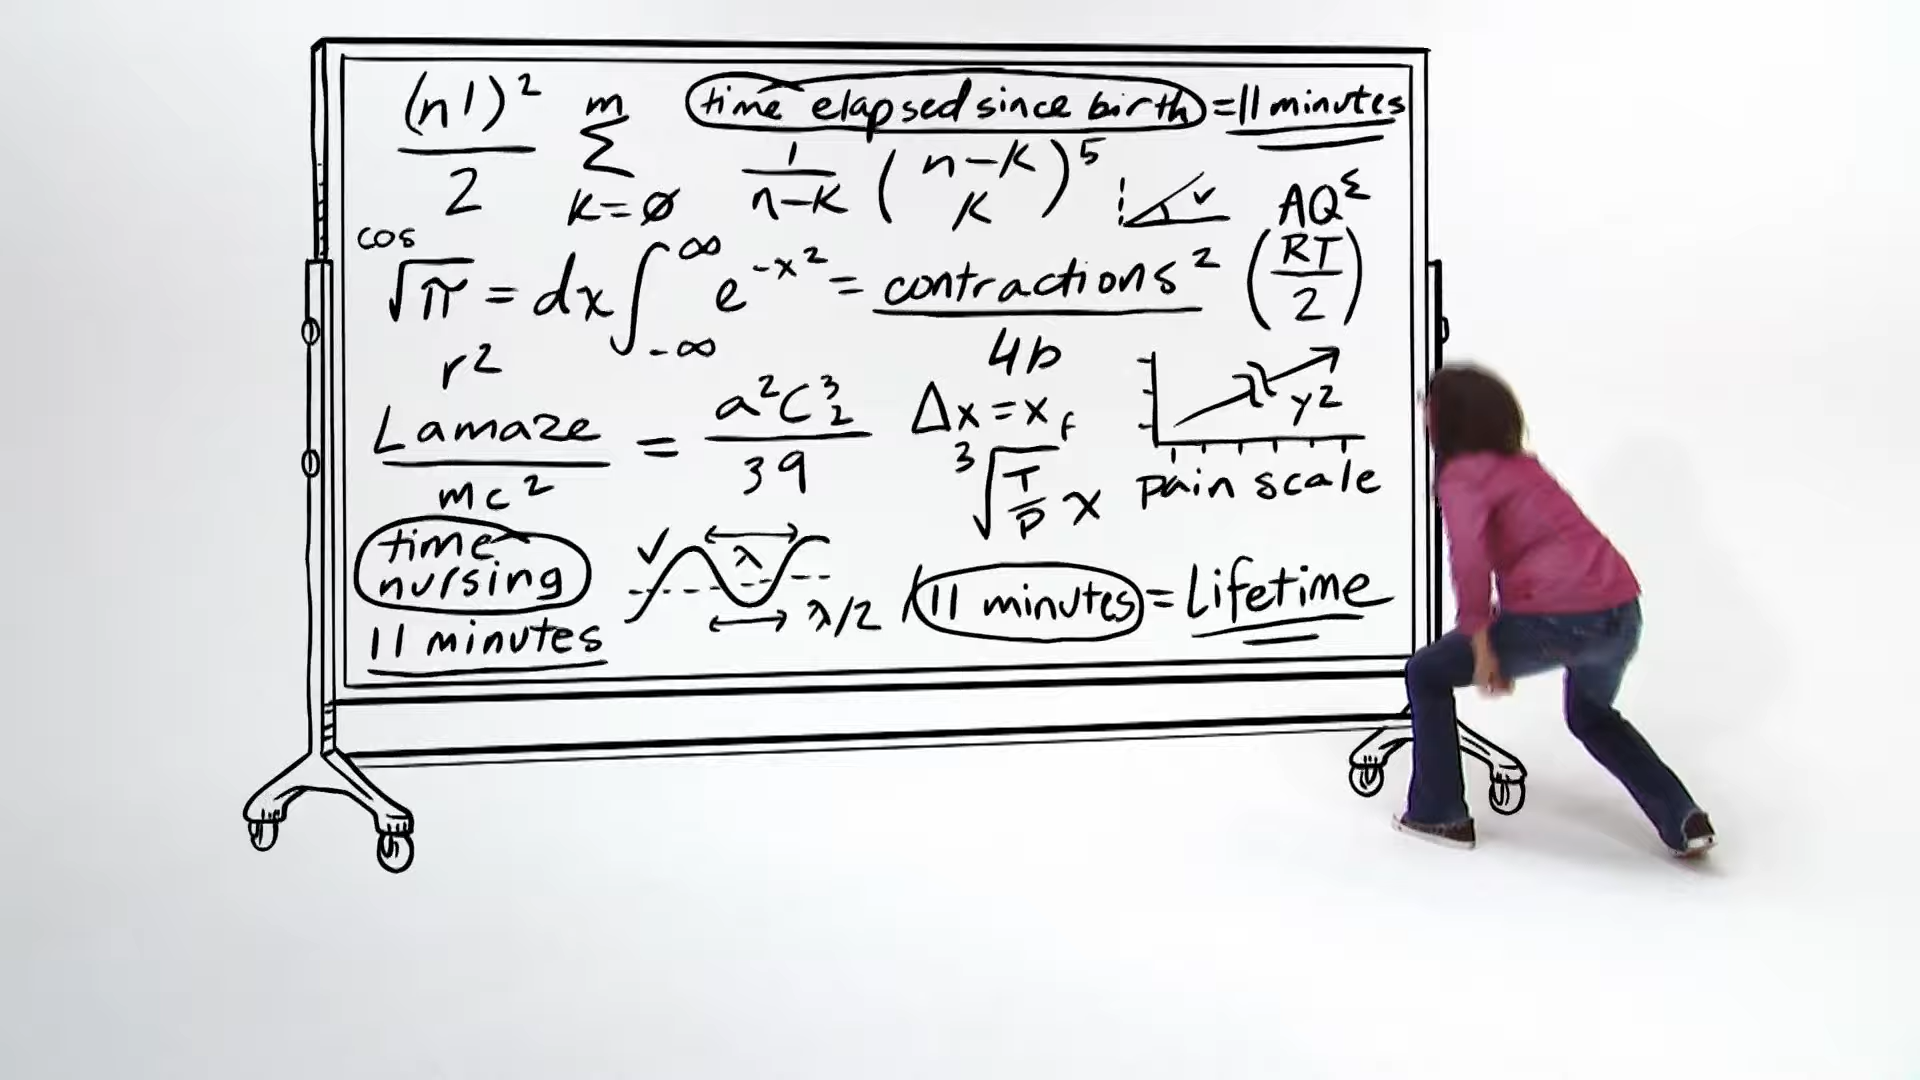 (n!)²/2 m Σ k=ø time elapsed since birth = 11 minutes
1/n-k (n-k k)⁵ AQ^Σ
cos √π = dx ∫ ∞ -∞ e^-x² = contractions²/4b (RT/2)
r²
Lamaze/mc² = a²C³₂/39 Δx = x_f y²
³√T/P x pain scale
time nursing λ λ/2 /11 minutes = Lifetime
11 minutes